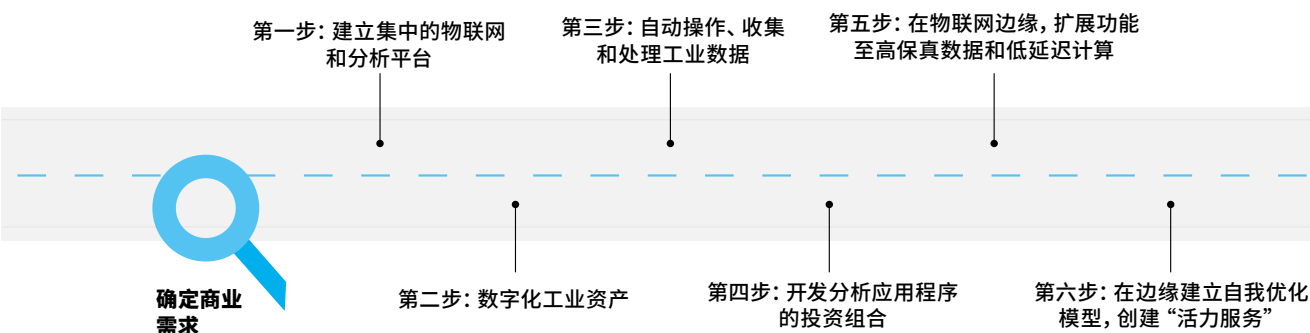 第一步：建立集中的物联网
和分析平台
第三步：自动操作、收集
和处理工业数据
第五步：在物联网边缘，扩展功能
至高保真数据和低延迟计算
确定商业
需求
第二步：数字化工业资产
第四步：开发分析应用程序
的投资组合
第六步：在边缘建立自我优化
模型，创建“活力服务”